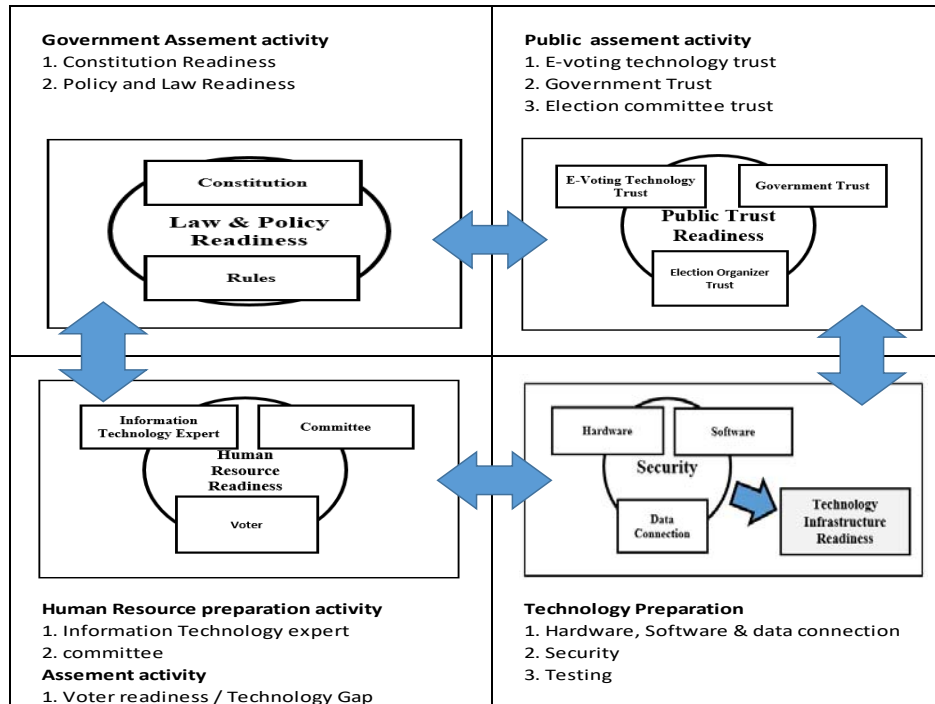 Government Assement activity
1. Constitution Readiness
2. Policy and Law Readiness
Constitution
Law & Policy
Readiness
Rules
Public assement activity
1. E-voting technology trust
2. Government Trust
3. Election committee trust
E-Voting Technology
Trust
Government Trust
Public Trust
Readiness
Election Organizer
Trust
Information
Technology Expert
Committee
Human
Resource
Readiness
Voter
Human Resource preparation activity
1. Information Technology expert
2. committee
Assement activity
1. Voter readiness / Technology Gap
Hardware
Software
Security
Data
Connection
Technology
Infrastructure
Readiness
Technology Preparation
1. Hardware, Software & data connection
2. Security
3. Testing